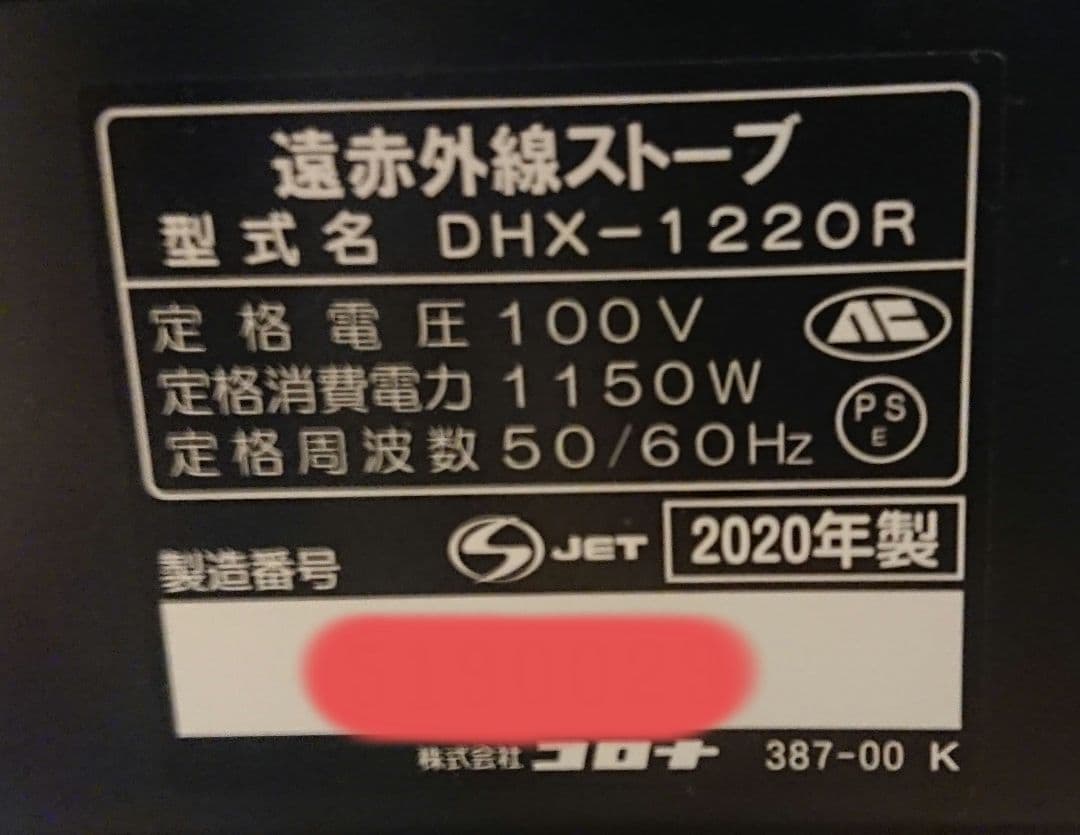 遠赤外線ストーブ
型式名 DHX-1220R
定格電圧 100V
定格消費電力 1150W
定格周波数 50/60Hz
PS
E
製造番号
JET
2020年製
株式会社コロナ 387-00 K